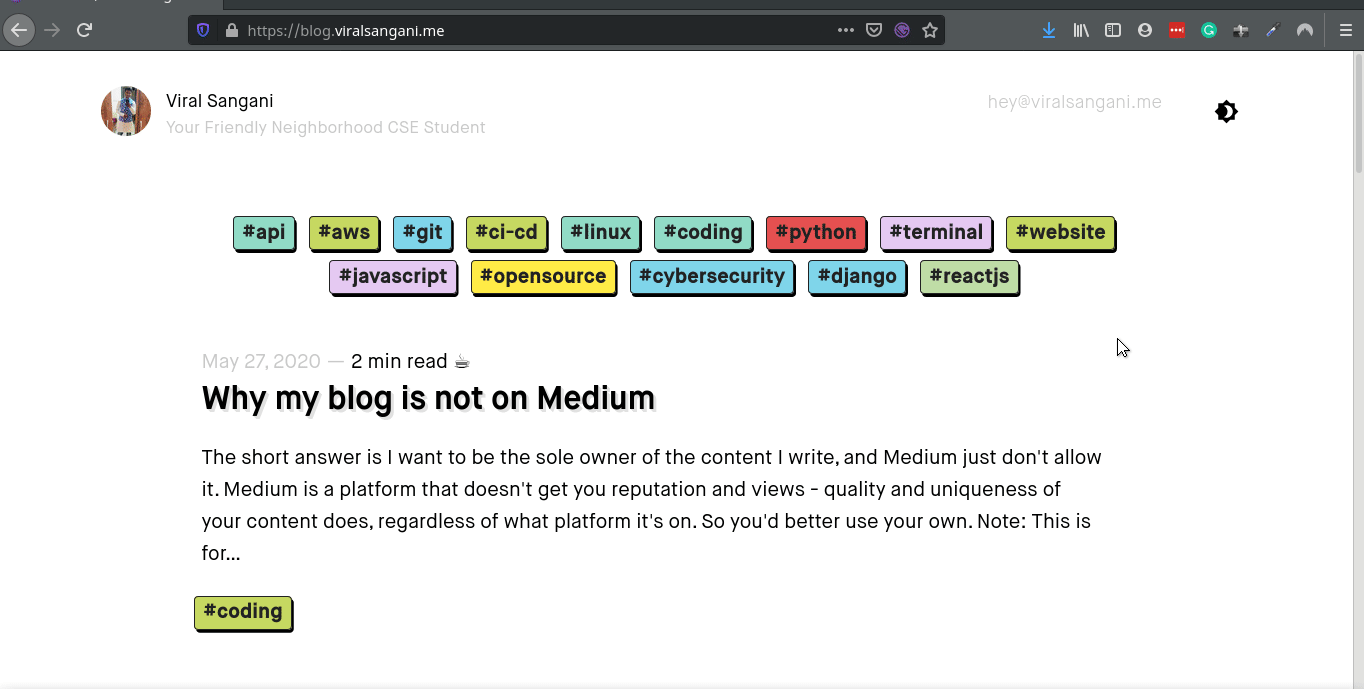 https://blog.viralsangani.me
Viral Sangani
hey@viralsangani.me
Your Friendly Neighborhood CSE Student
#api #aws #git #ci-cd #linux #coding #python #terminal #website
#javascript #opensource #cybersecurity #django #reactjs
May 27, 2020 — 2 min read ☕
Why my blog is not on Medium
The short answer is I want to be the sole owner of the content I write, and Medium just don't allow
it. Medium is a platform that doesn't get you reputation and views - quality and uniqueness of
your content does, regardless of what platform it's on. So you'd better use your own. Note: This is
for...
#coding